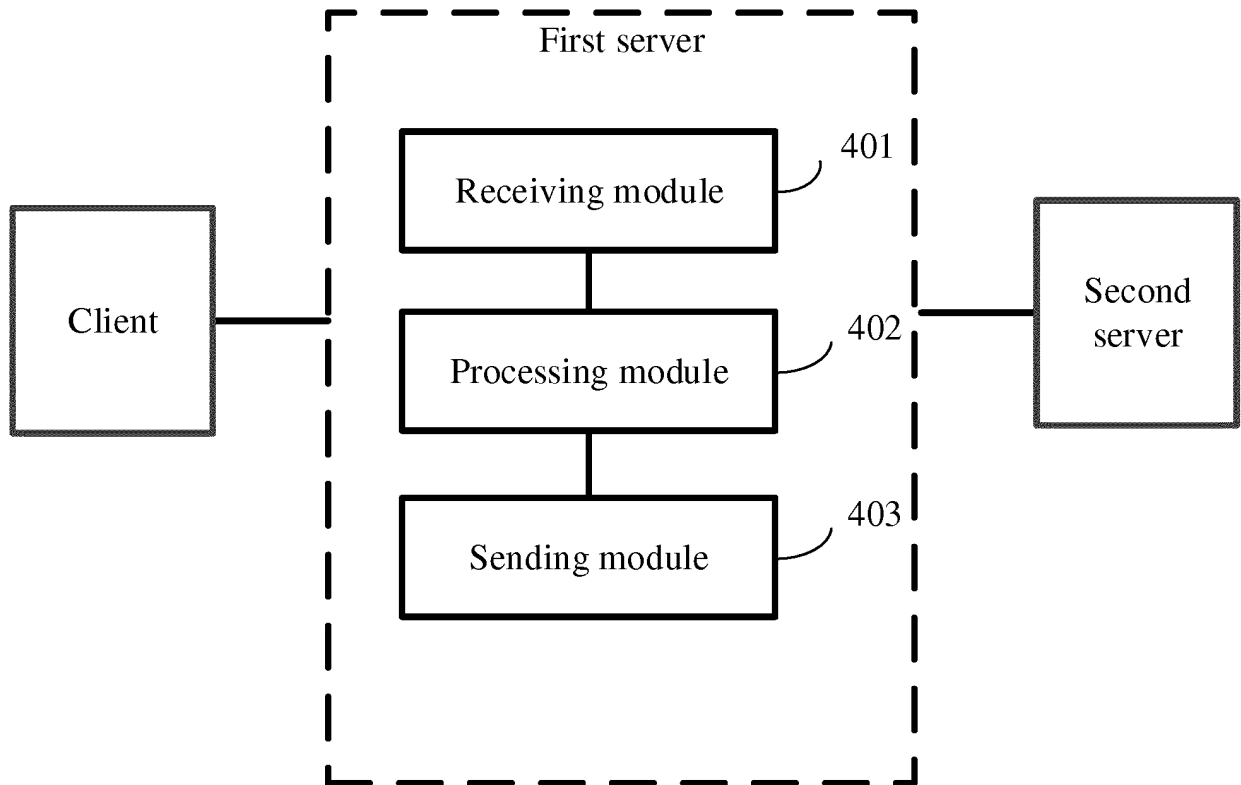 First server
401
Receiving module
Client
Second
server
402
Processing module
403
Sending module